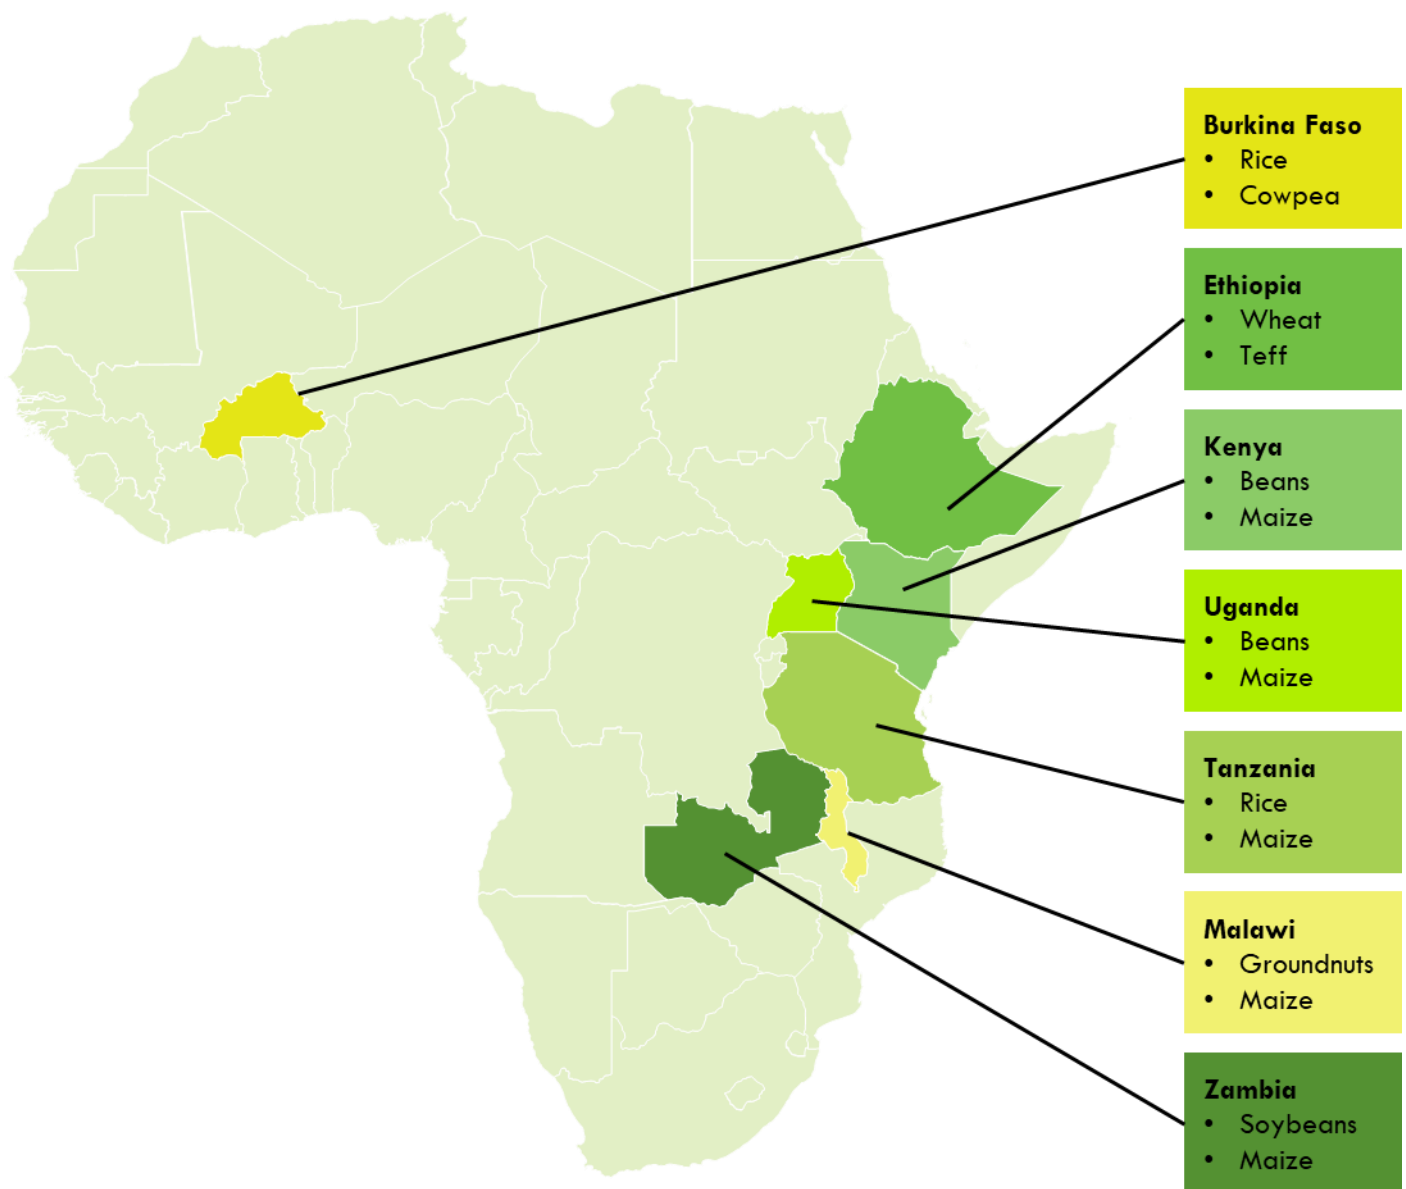 Burkina Faso
• Rice
• Cowpea
Ethiopia
• Wheat
• Teff
Kenya
• Beans
• Maize
Uganda
• Beans
• Maize
Tanzania
• Rice
• Maize
Malawi
• Groundnuts
• Maize
Zambia
• Soybeans
• Maize